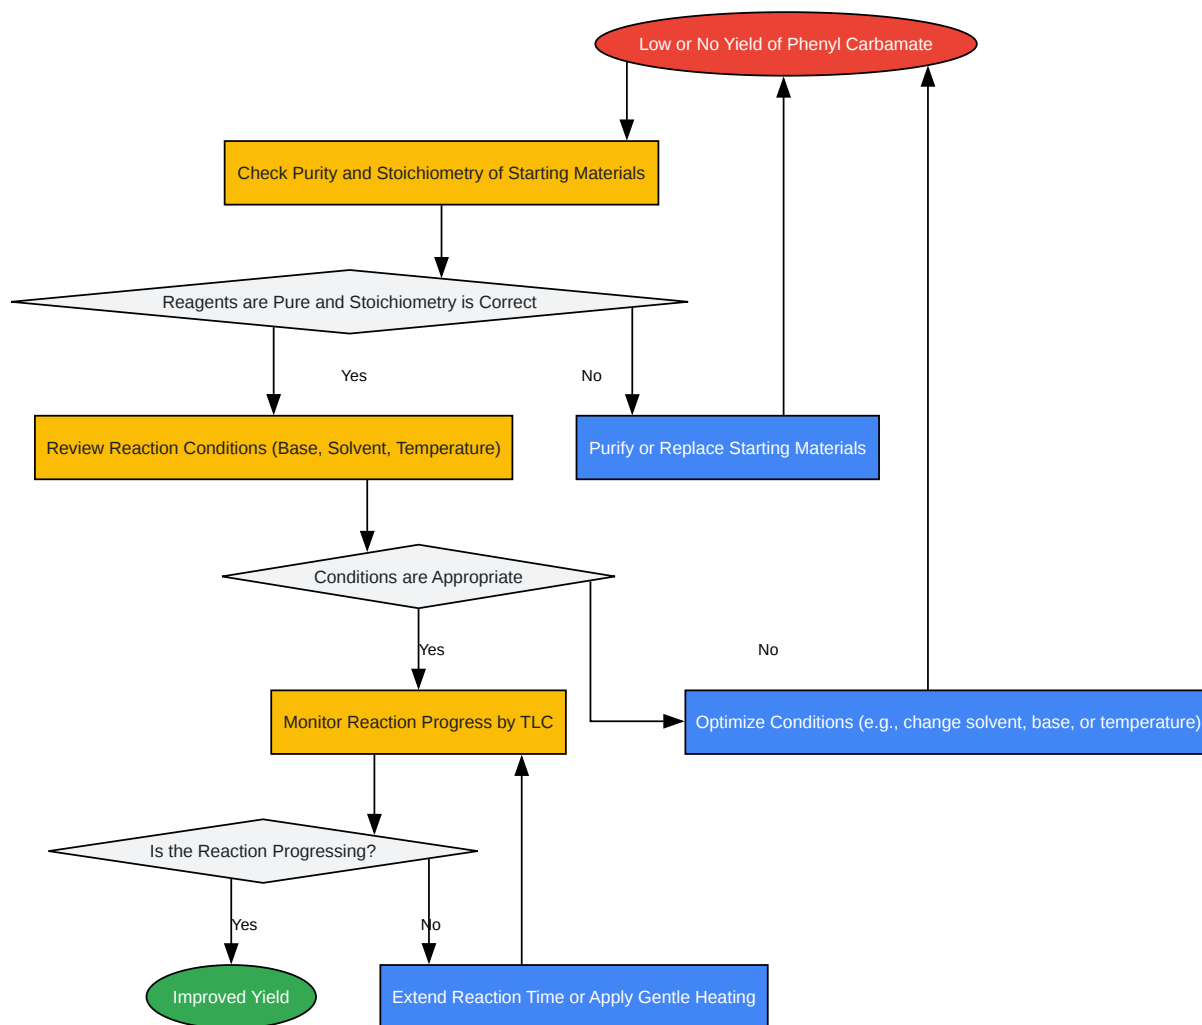 Low or No Yield of Phenyl Carbamate
Check Purity and Stoichiometry of Starting Materials
Reagents are Pure and Stoichiometry is Correct
Yes
No
Review Reaction Conditions (Base, Solvent, Temperature)
Purify or Replace Starting Materials
Conditions are Appropriate
Yes
No
Monitor Reaction Progress by TLC
Optimize Conditions (e.g., change solvent, base, or temperature)
Is the Reaction Progressing?
Yes
No
Improved Yield
Extend Reaction Time or Apply Gentle Heating